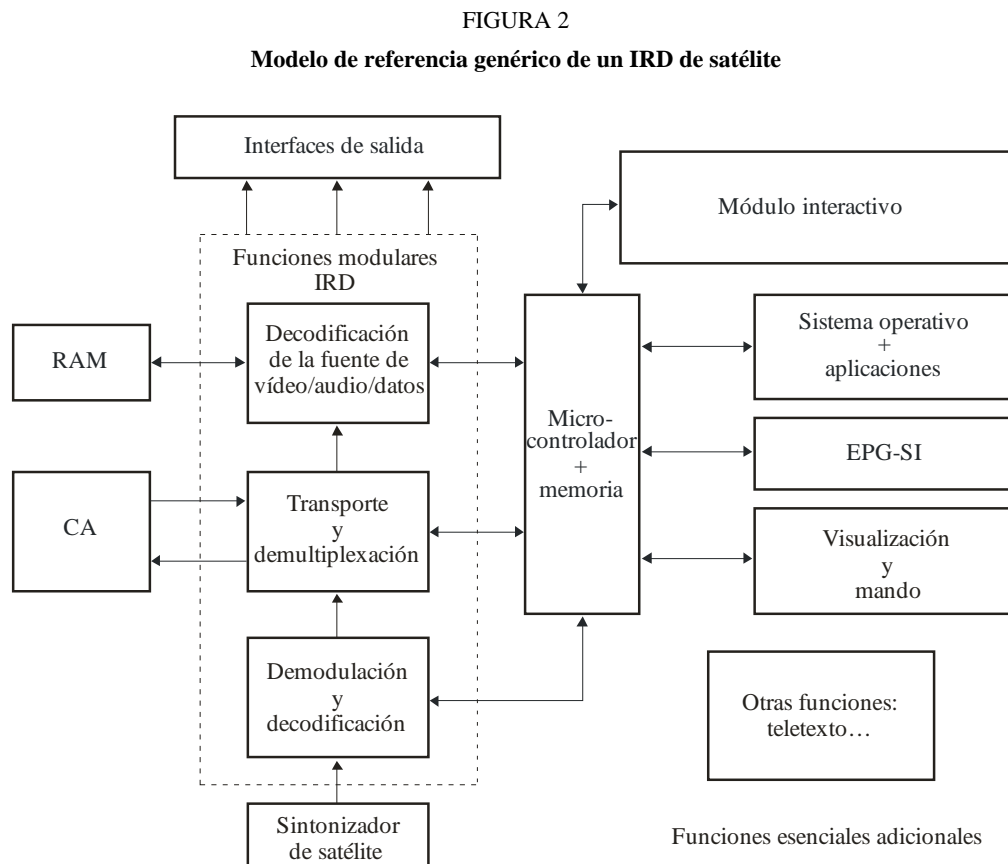 FIGURA 2
Modelo de referencia genérico de un IRD de satélite
Interfaces de salida
Módulo interactivo
Funciones modulares
IRD
RAM
Decodificación
de la fuente de
vídeo/audio/datos
Sistema operativo
+
aplicaciones
Micro-
controlador
+
memoria
EPG-SI
CA
Transporte
y
demultiplexación
Visualización
y
mando
Demodulación
y
decodificación
Otras funciones:
teletexto…
Sintonizador
de satélite
Funciones esenciales adicionales